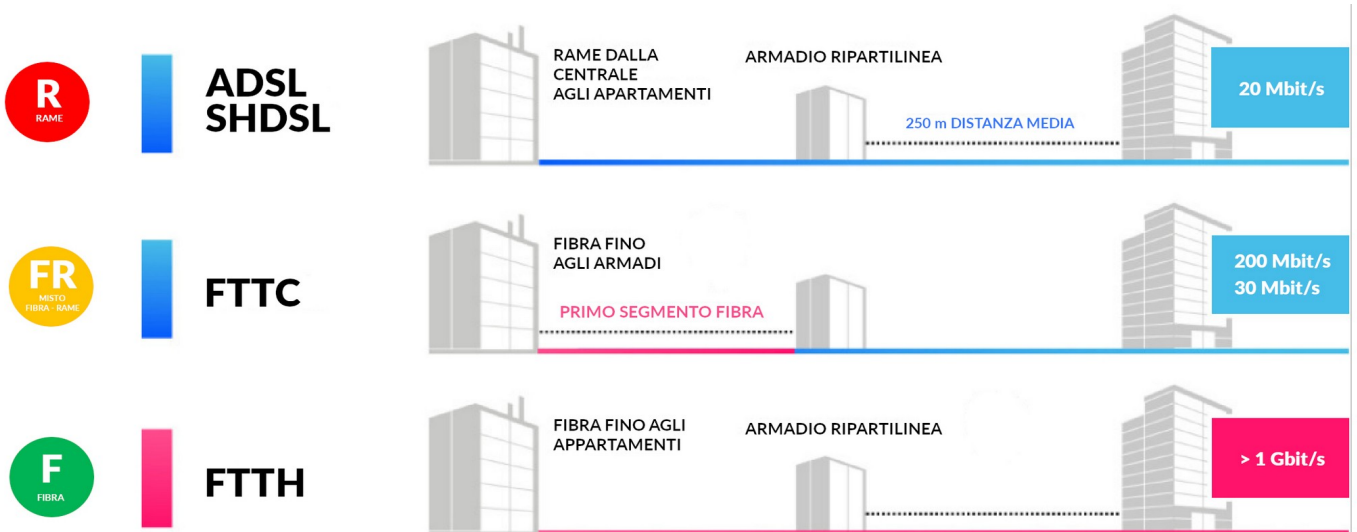 R
RAME
ADSL
SHDSL
RAME DALLA
CENTRALE
AGLI APARTAMENTI
ARMADIO RIPARTILINEA
250 m DISTANZA MEDIA
20 Mbit/s
FR
MISTO
FIBRA - RAME
FTTC
FIBRA FINO
AGLI ARMADI
PRIMO SEGMENTO FIBRA
200 Mbit/s
30 Mbit/s
F
FIBRA
FTTH
FIBRA FINO AGLI
APPARTAMENTI
ARMADIO RIPARTILINEA
> 1 Gbit/s